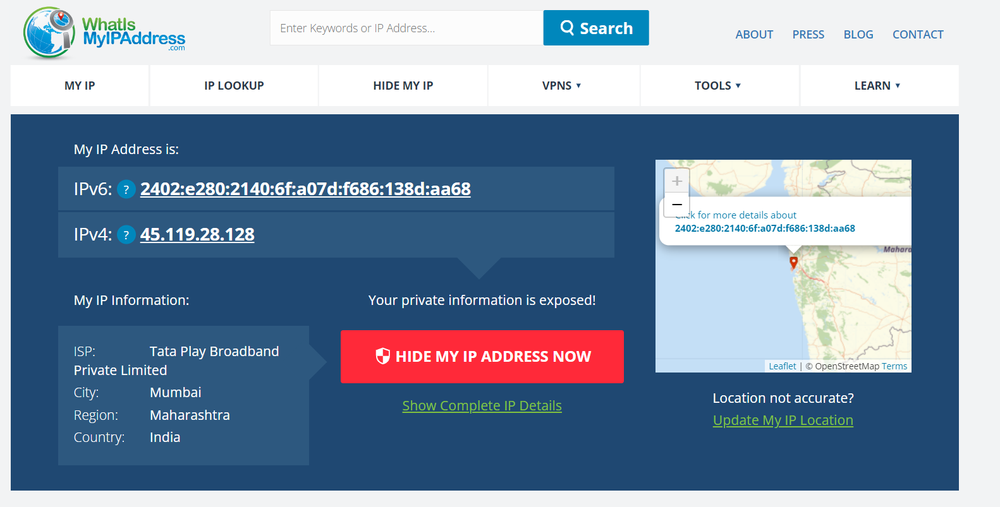 WhatIs
MyIPAddress
.com
Enter Keywords or IP Address...
Search
ABOUT PRESS BLOG CONTACT
MY IP IP LOOKUP HIDE MY IP VPNS ▼ TOOLS ▼ LEARN ▼
My IP Address is:
IPv6: ? 2402:e280:2140:6f:a07d:f686:138d:aa68
IPv4: ? 45.119.28.128
My IP Information:
ISP: Tata Play Broadband
Private Limited
City: Mumbai
Region: Maharashtra
Country: India
Your private information is exposed!
HIDE MY IP ADDRESS NOW
Show Complete IP Details
+
−
Click for more details about
2402:e280:2140:6f:a07d:f686:138d:aa68
Mahara
Leaflet | © OpenStreetMap Terms
Location not accurate?
Update My IP Location